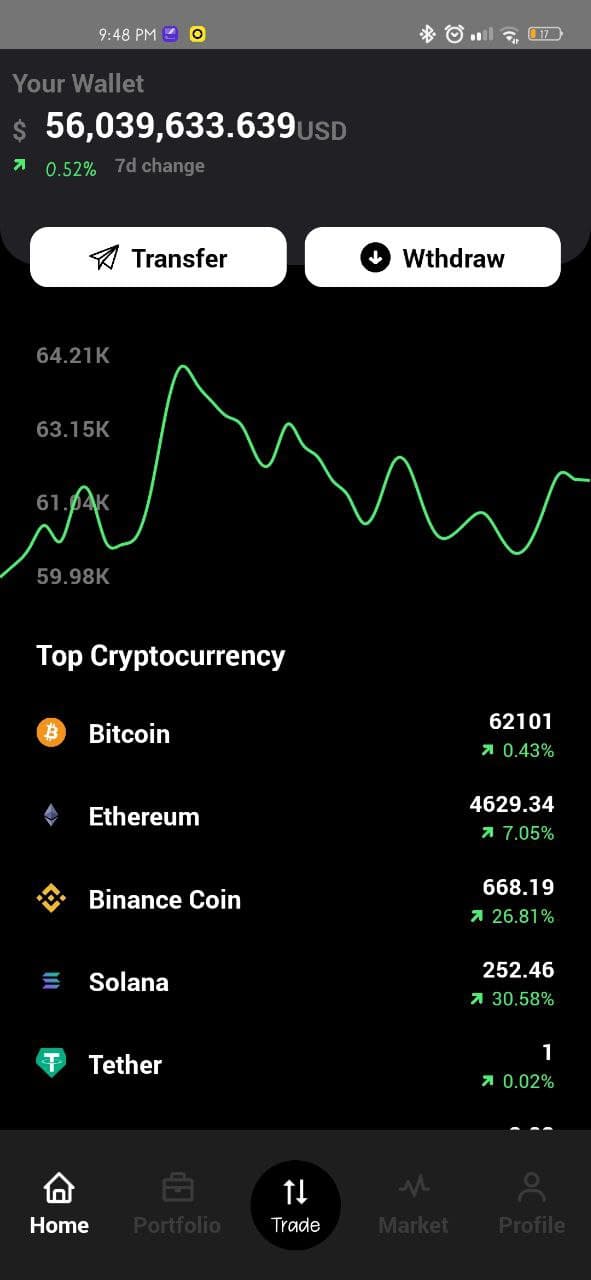 9:48 PM 17
Your Wallet
$ 56,039,633.639USD
0.52% 7d change
Transfer Wthdraw
64.21K
63.15K
61.04K
59.98K
Top Cryptocurrency
Bitcoin 62101
0.43%
Ethereum 4629.34
7.05%
Binance Coin 668.19
26.81%
Solana 252.46
30.58%
Tether 1
0.02%
Home Portfolio Trade Market Profile